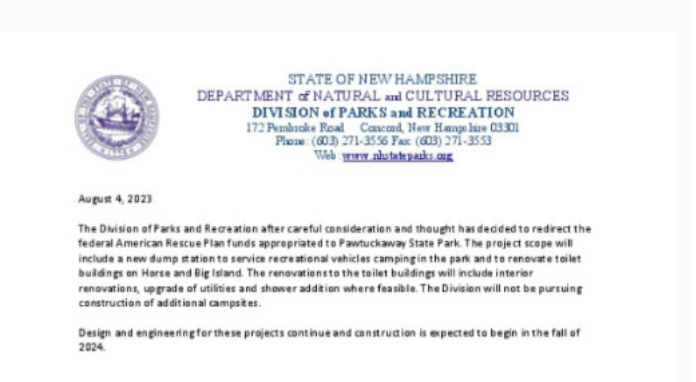 STATE OF NEW HAMPSHIRE
DEPARTMENT of NATURAL and CULTURAL RESOURCES
DIVISION of PARKS and RECREATION
172 Pembroke Road Concord, New Hampshire 03301
Phone: (603) 271-3556 Fax: (603) 271-3553
Web: www.nhstateparks.org
August 4, 2023
The Division of Parks and Recreation after careful consideration and thought has decided to redirect the
federal American Rescue Plan funds appropriated to Pawtuckaway State Park. The project scope will
include a new dump station to service recreational vehicles camping in the park and to renovate toilet
buildings on Horse and Big Island. The renovations to the toilet buildings will include interior
renovations, upgrade of utilities and shower addition where feasible. The Division will not be pursuing
construction of additional campsites.
Design and engineering for these projects continue and construction is expected to begin in the fall of
2024.